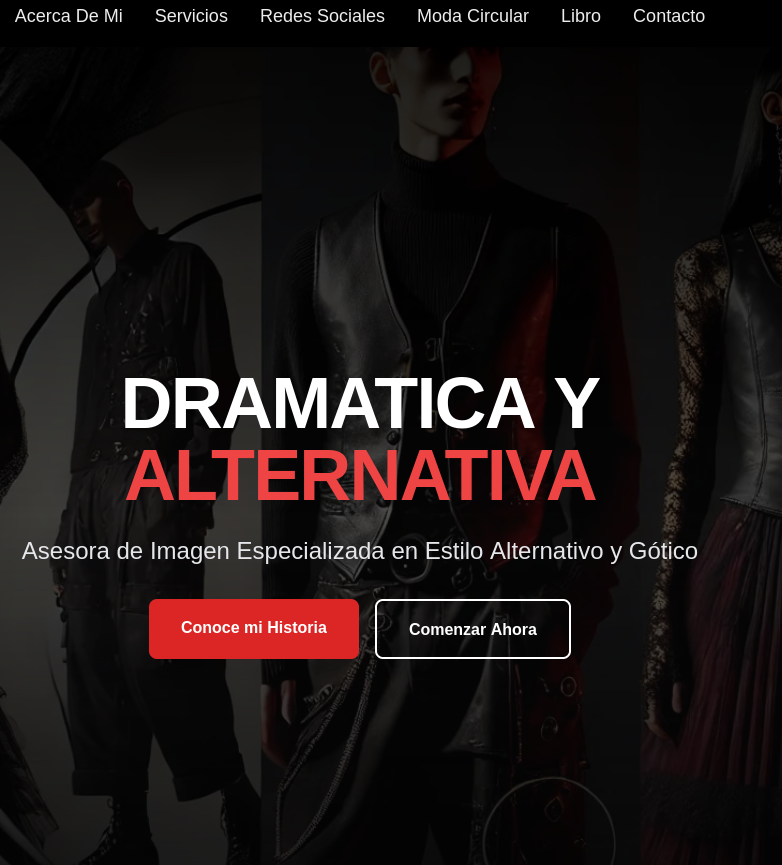 Acerca De Mi Servicios Redes Sociales Moda Circular Libro Contacto
DRAMATICA Y
ALTERNATIVA
Asesora de Imagen Especializada en Estilo Alternativo y Gótico
Conoce mi Historia Comenzar Ahora